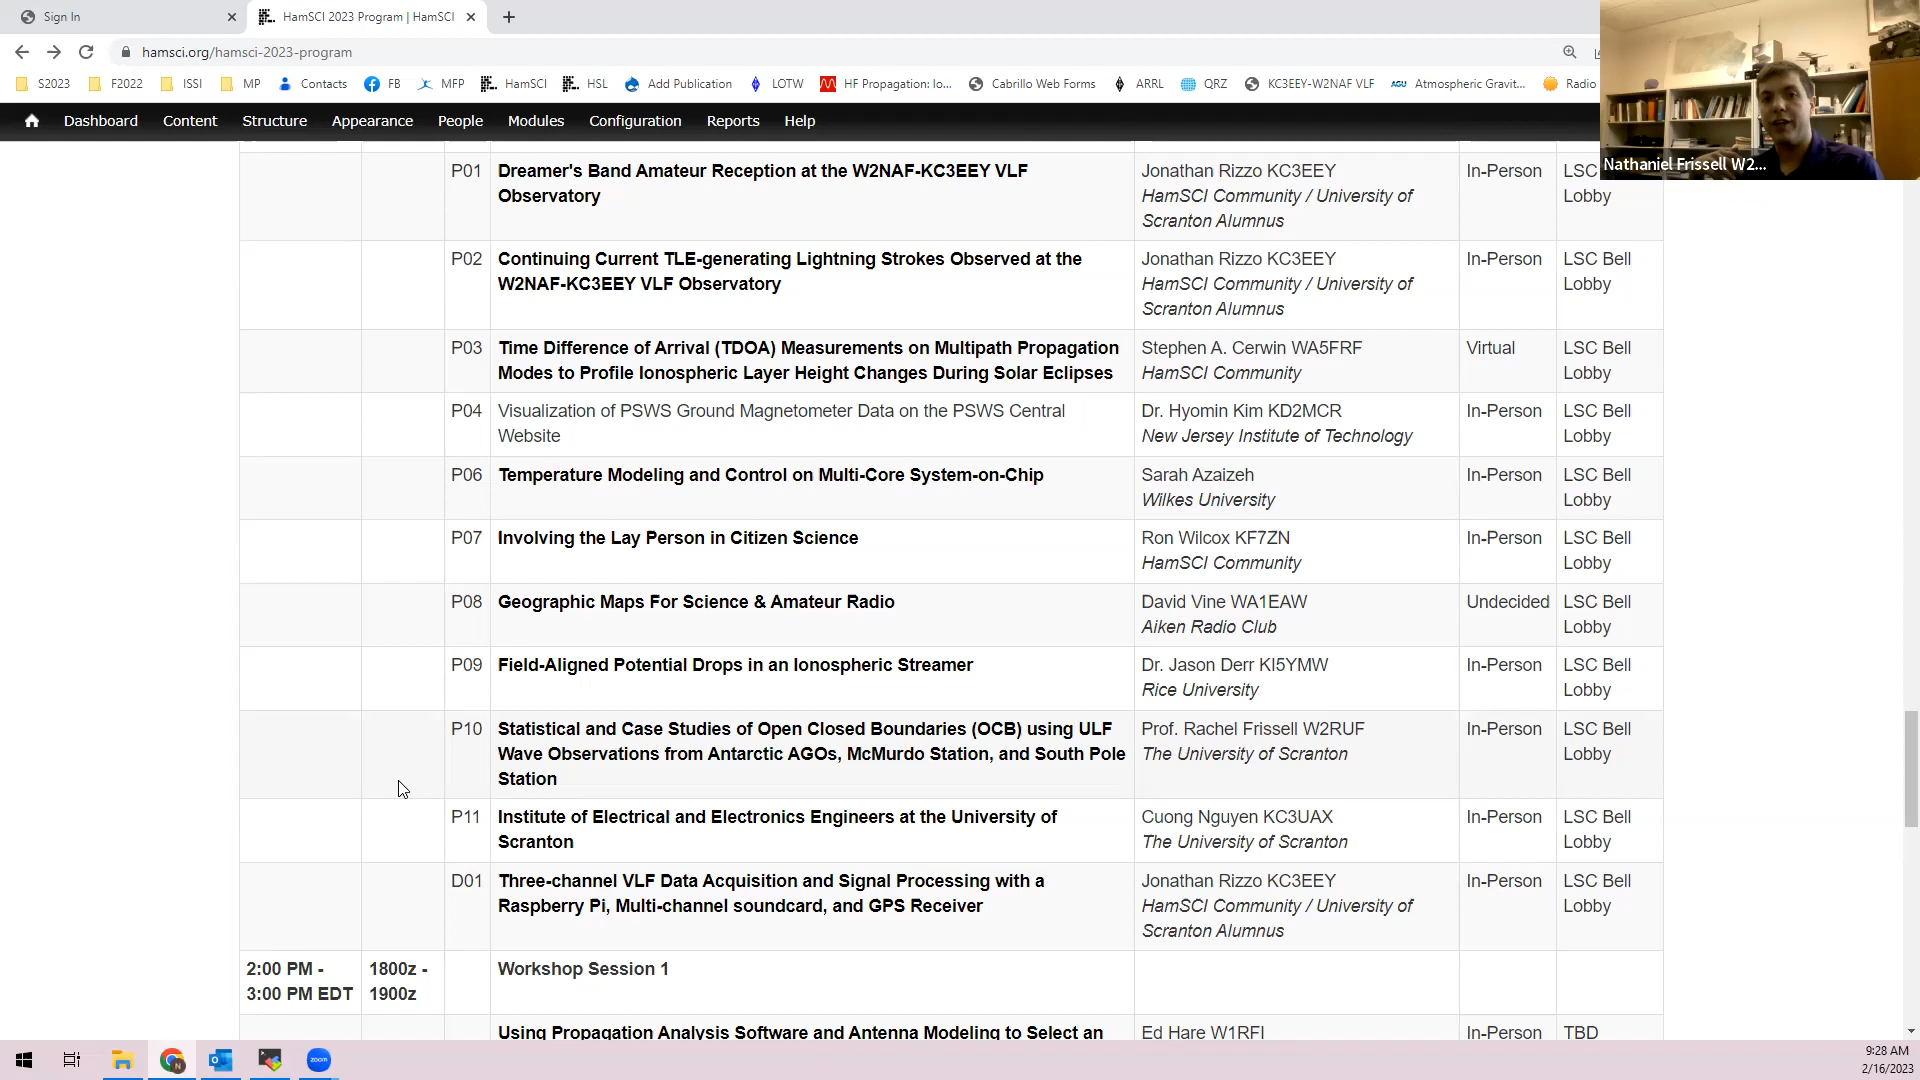 Sign In
HamSCI 2023 Program | HamSCI
hamsci.org/hamsci-2023-program
S2023 F2022 ISSI MP Contacts FB MFP HamSCI HSL Add Publication LOTW HF Propagation: Io... Cabrillo Web Forms ARRL QRZ KC3EEY-W2NAF VLF AGU Atmospheric Gravit... Radio
Dashboard Content Structure Appearance People Modules Configuration Reports Help
Nathaniel Frissell W2...
P01 Dreamer's Band Amateur Reception at the W2NAF-KC3EEY VLF
Observatory
Jonathan Rizzo KC3EEY
HamSCI Community / University of
Scranton Alumnus
In-Person
LSC
Lobby
P02 Continuing Current TLE-generating Lightning Strokes Observed at the
W2NAF-KC3EEY VLF Observatory
Jonathan Rizzo KC3EEY
HamSCI Community / University of
Scranton Alumnus
In-Person
LSC Bell
Lobby
P03 Time Difference of Arrival (TDOA) Measurements on Multipath Propagation
Modes to Profile Ionospheric Layer Height Changes During Solar Eclipses
Stephen A. Cerwin WA5FRF
HamSCI Community
Virtual
LSC Bell
Lobby
P04 Visualization of PSWS Ground Magnetometer Data on the PSWS Central
Website
Dr. Hyomin Kim KD2MCR
New Jersey Institute of Technology
In-Person
LSC Bell
Lobby
P06 Temperature Modeling and Control on Multi-Core System-on-Chip
Sarah Azaizeh
Wilkes University
In-Person
LSC Bell
Lobby
P07 Involving the Lay Person in Citizen Science
Ron Wilcox KF7ZN
HamSCI Community
In-Person
LSC Bell
Lobby
P08 Geographic Maps For Science & Amateur Radio
David Vine WA1EAW
Aiken Radio Club
Undecided
LSC Bell
Lobby
P09 Field-Aligned Potential Drops in an Ionospheric Streamer
Dr. Jason Derr KI5YMW
Rice University
In-Person
LSC Bell
Lobby
P10 Statistical and Case Studies of Open Closed Boundaries (OCB) using ULF
Wave Observations from Antarctic AGOs, McMurdo Station, and South Pole
Station
Prof. Rachel Frissell W2RUF
The University of Scranton
In-Person
LSC Bell
Lobby
P11 Institute of Electrical and Electronics Engineers at the University of
Scranton
Cuong Nguyen KC3UAX
The University of Scranton
In-Person
LSC Bell
Lobby
D01 Three-channel VLF Data Acquisition and Signal Processing with a
Raspberry Pi, Multi-channel soundcard, and GPS Receiver
Jonathan Rizzo KC3EEY
HamSCI Community / University of
Scranton Alumnus
In-Person
LSC Bell
Lobby
2:00 PM -
3:00 PM EDT
1800z -
1900z
Workshop Session 1
Using Propagation Analysis Software and Antenna Modeling to Select an
Ed Hare W1RFI
In-Person
TBD
zoom
9:28 AM
2/16/2023